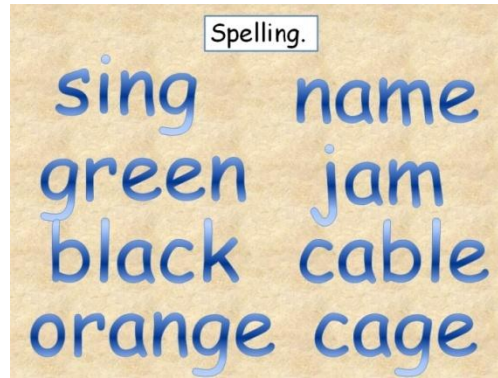 Spelling.
sing name
green jam
black cable
orange cage